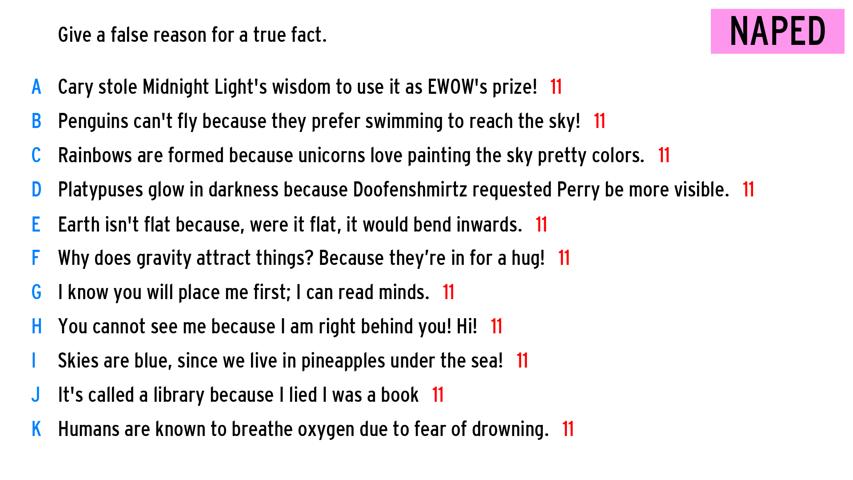 Give a false reason for a true fact.
NAPED
A Cary stole Midnight Light's wisdom to use it as EWOW's prize! 11
B Penguins can't fly because they prefer swimming to reach the sky! 11
C Rainbows are formed because unicorns love painting the sky pretty colors. 11
D Platypuses glow in darkness because Doofenshmirtz requested Perry be more visible. 11
E Earth isn't flat because, were it flat, it would bend inwards. 11
F Why does gravity attract things? Because they’re in for a hug! 11
G I know you will place me first; I can read minds. 11
H You cannot see me because I am right behind you! Hi! 11
I Skies are blue, since we live in pineapples under the sea! 11
J It's called a library because I lied I was a book 11
K Humans are known to breathe oxygen due to fear of drowning. 11